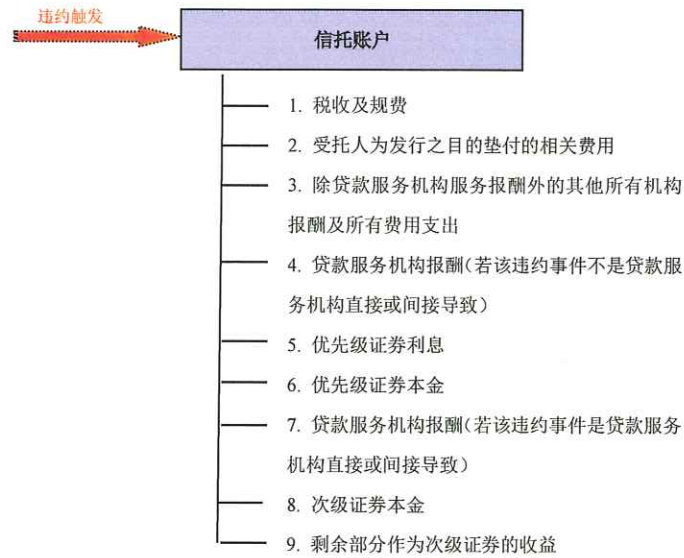 违约触发
信托账户
1. 税收及规费
2. 受托人为发行之目的垫付的相关费用
3. 除贷款服务机构服务报酬外的其他所有机构
报酬及所有费用支出
4. 贷款服务机构报酬（若该违约事件不是贷款服
务机构直接或间接导致）
5. 优先级证券利息
6. 优先级证券本金
7. 贷款服务机构报酬（若该违约事件是贷款服务
机构直接或间接导致）
8. 次级证券本金
9. 剩余部分作为次级证券的收益